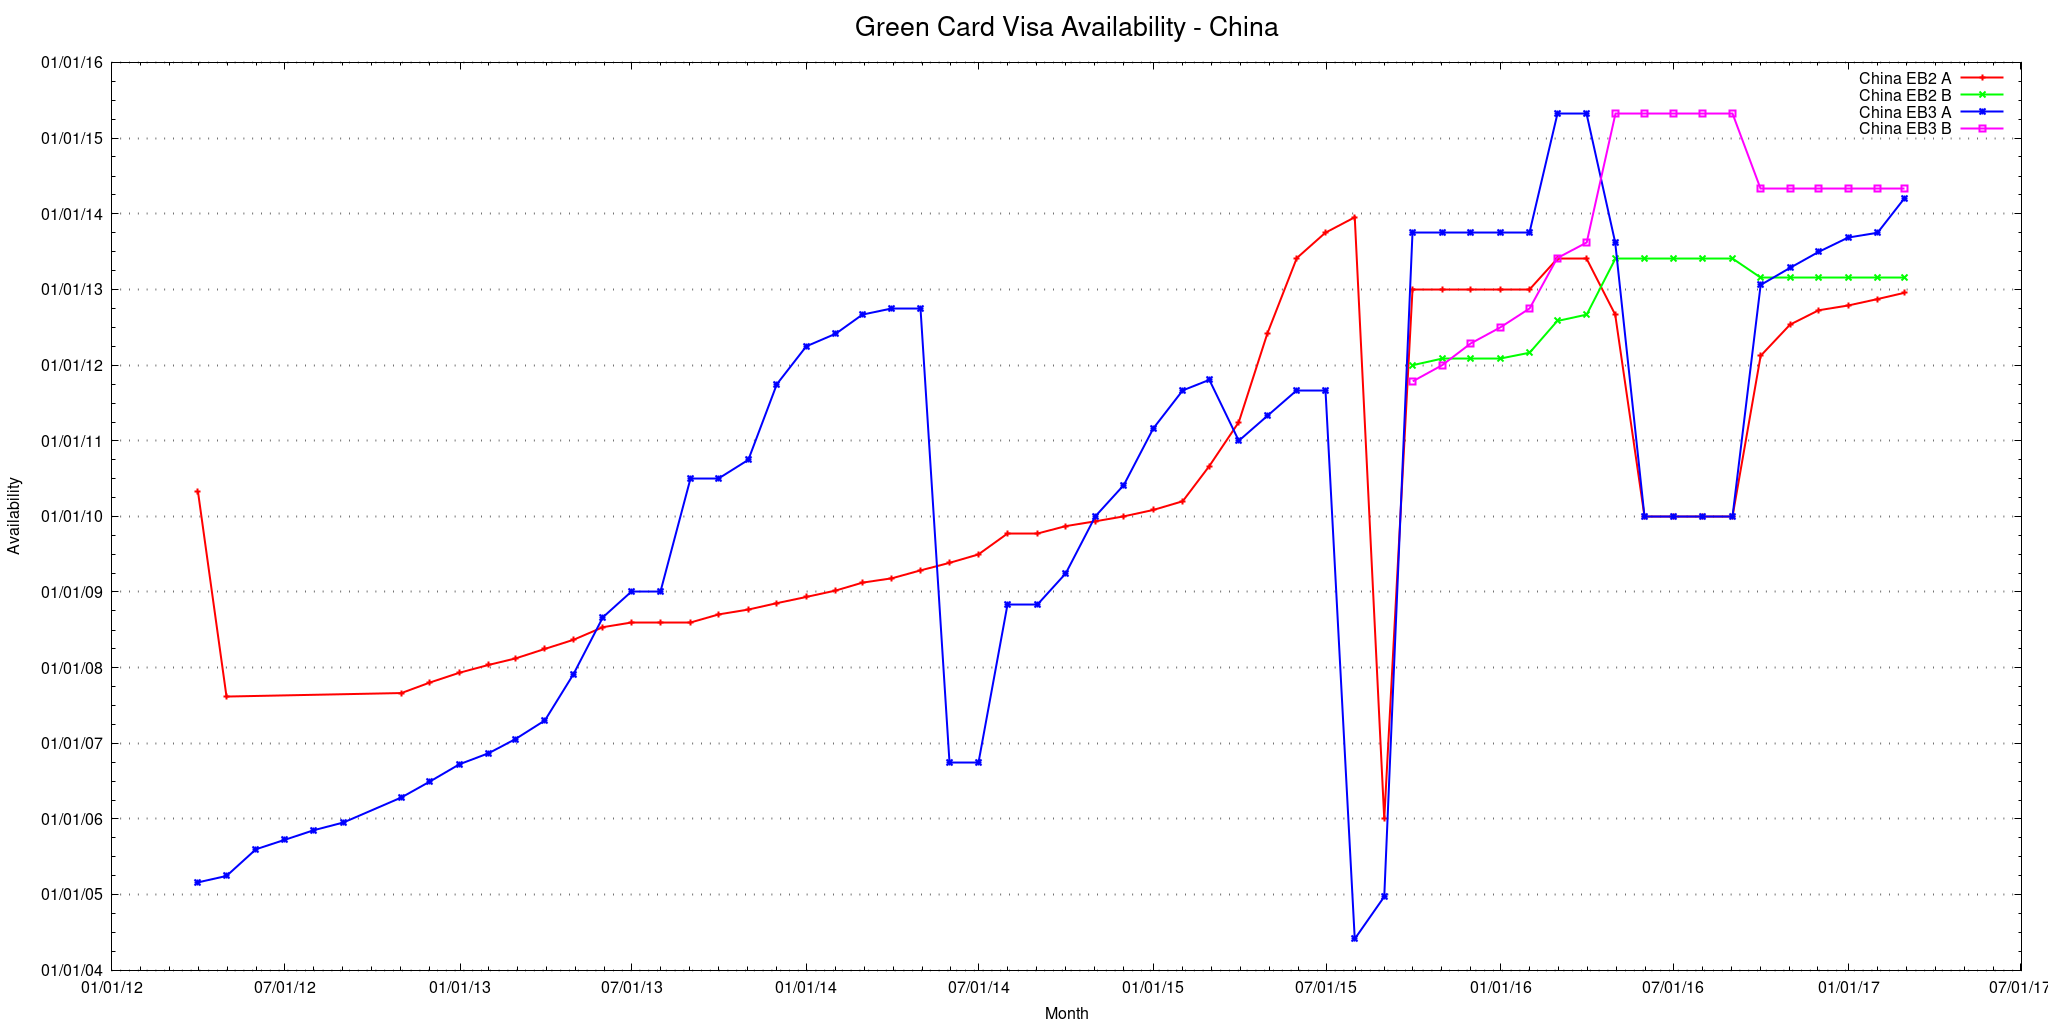 Green Card Visa Availability - China
China EB2 A
China EB2 B
China EB3 A
China EB3 B
01/01/16
01/01/15
01/01/14
01/01/13
01/01/12
01/01/11
01/01/10
01/01/09
01/01/08
01/01/07
01/01/06
01/01/05
01/01/04
Availability
01/01/12 07/01/12 01/01/13 07/01/13 01/01/14 07/01/14 01/01/15 07/01/15 01/01/16 07/01/16 01/01/17 07/01/17
Month